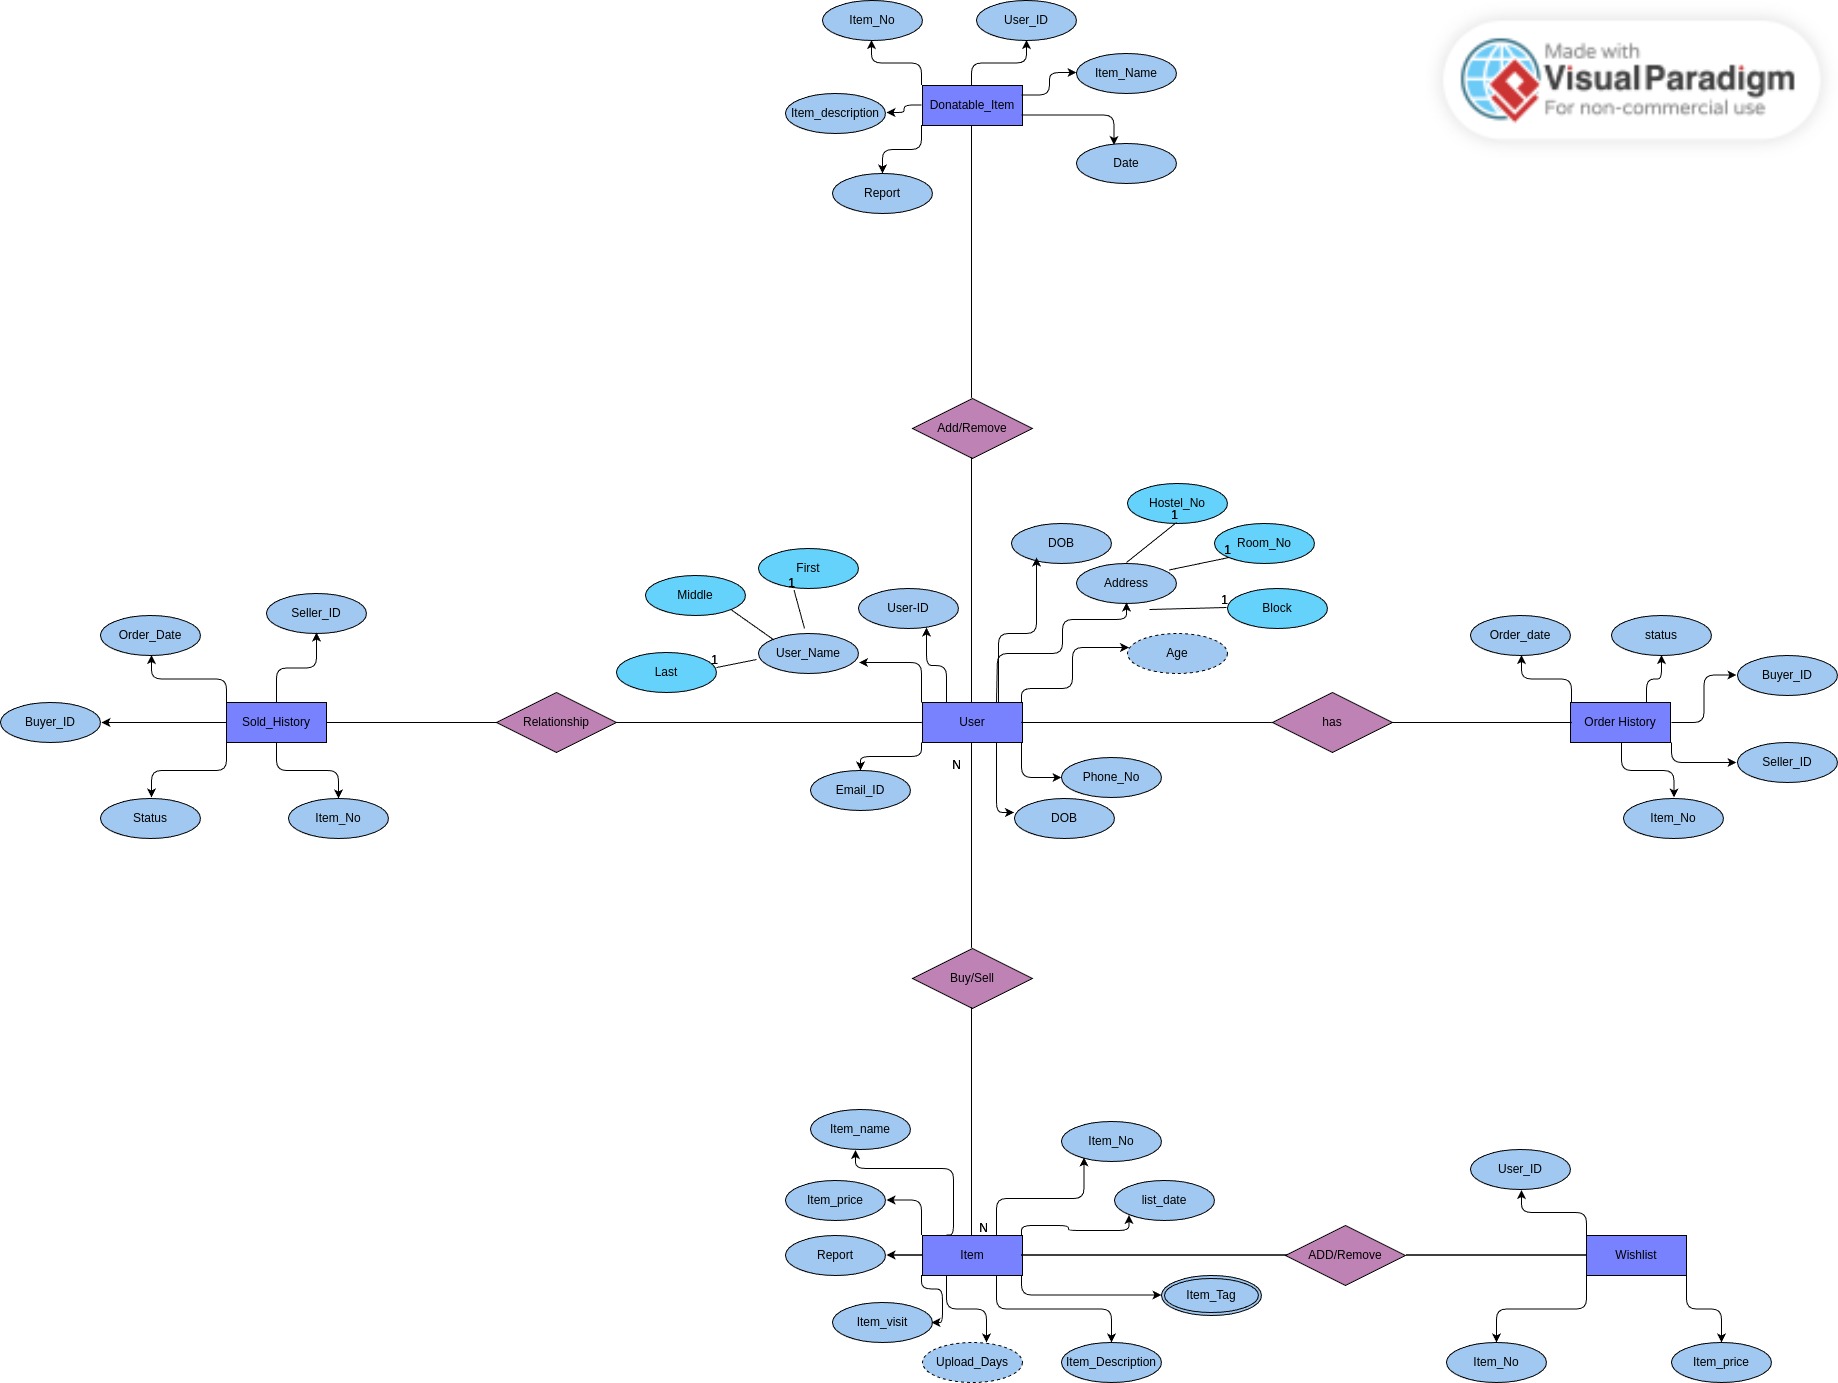 Item_No
User_ID
Made with
Visual Paradigm
For non-commercial use
Item_Name
Donatable_Item
Item_description
Date
Report
Add/Remove
Hostel_No
1
DOB
Room_No
1
First
1
Address
Middle
User-ID
1
Block
Seller_ID
Order_Date
Order_date
status
User_Name
Age
1
Last
Buyer_ID
Buyer_ID
Sold_History
Relationship
User
has
Order History
N
Seller_ID
Phone_No
Email_ID
Status
Item_No
DOB
Item_No
Buy/Sell
Item_name
Item_No
User_ID
Item_price
list_date
N
Report
Item
ADD/Remove
Wishlist
Item_Tag
Item_visit
Upload_Days
Item_Description
Item_No
Item_price